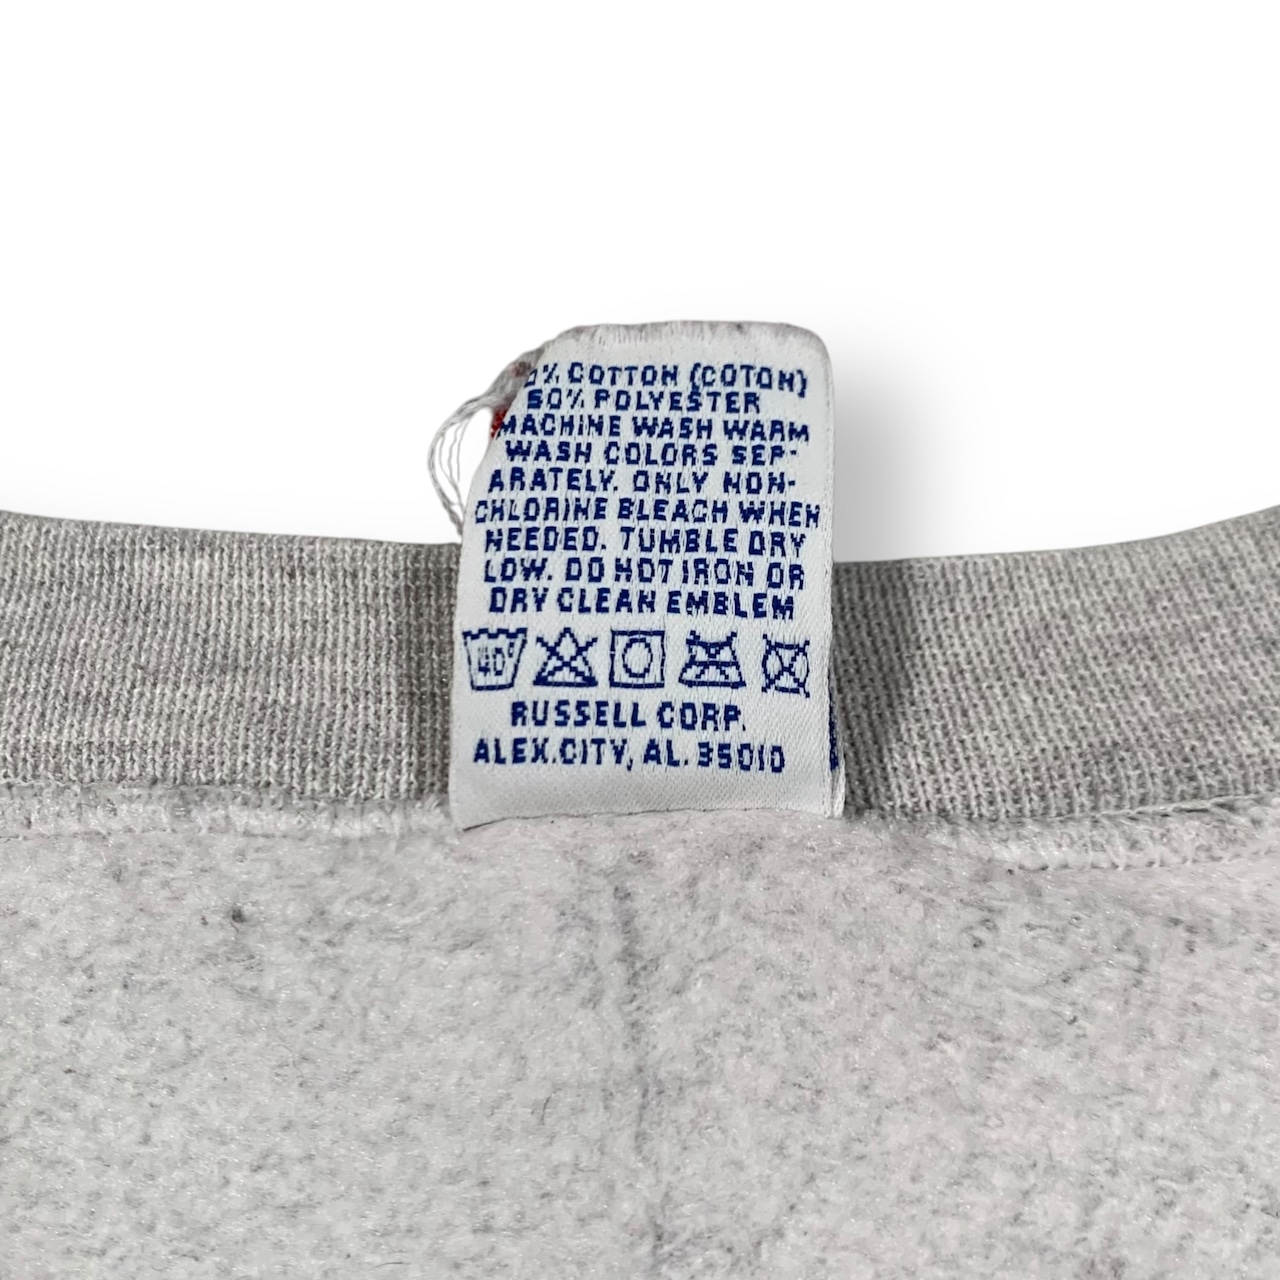 0% COTTON (COTON)
50% POLYESTER
MACHINE WASH WARM
WASH COLORS SEP-
ARATELY. ONLY NON-
CHLORINE BLEACH WHEN
NEEDED. TUMBLE DRY
LOW. DO NOT IRON OR
DRY CLEAN EMBLEM
40°
RUSSELL CORP.
ALEX.CITY, AL. 35010